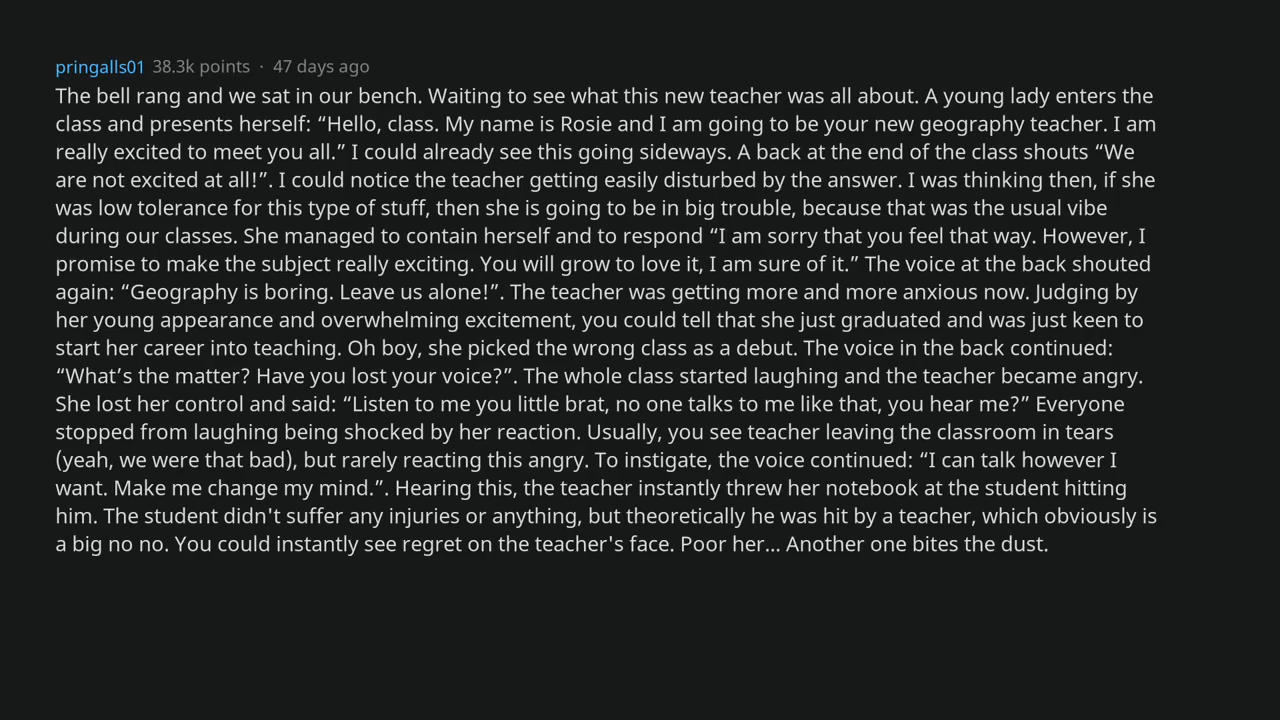 pringalls01 38.3k points · 47 days ago
The bell rang and we sat in our bench. Waiting to see what this new teacher was all about. A young lady enters the
class and presents herself: “Hello, class. My name is Rosie and I am going to be your new geography teacher. I am
really excited to meet you all.” I could already see this going sideways. A back at the end of the class shouts “We
are not excited at all!”. I could notice the teacher getting easily disturbed by the answer. I was thinking then, if she
was low tolerance for this type of stuff, then she is going to be in big trouble, because that was the usual vibe
during our classes. She managed to contain herself and to respond “I am sorry that you feel that way. However, I
promise to make the subject really exciting. You will grow to love it, I am sure of it.” The voice at the back shouted
again: “Geography is boring. Leave us alone!”. The teacher was getting more and more anxious now. Judging by
her young appearance and overwhelming excitement, you could tell that she just graduated and was just keen to
start her career into teaching. Oh boy, she picked the wrong class as a debut. The voice in the back continued:
“What’s the matter? Have you lost your voice?”. The whole class started laughing and the teacher became angry.
She lost her control and said: “Listen to me you little brat, no one talks to me like that, you hear me?” Everyone
stopped from laughing being shocked by her reaction. Usually, you see teacher leaving the classroom in tears
(yeah, we were that bad), but rarely reacting this angry. To instigate, the voice continued: “I can talk however I
want. Make me change my mind.”. Hearing this, the teacher instantly threw her notebook at the student hitting
him. The student didn't suffer any injuries or anything, but theoretically he was hit by a teacher, which obviously is
a big no no. You could instantly see regret on the teacher's face. Poor her... Another one bites the dust.